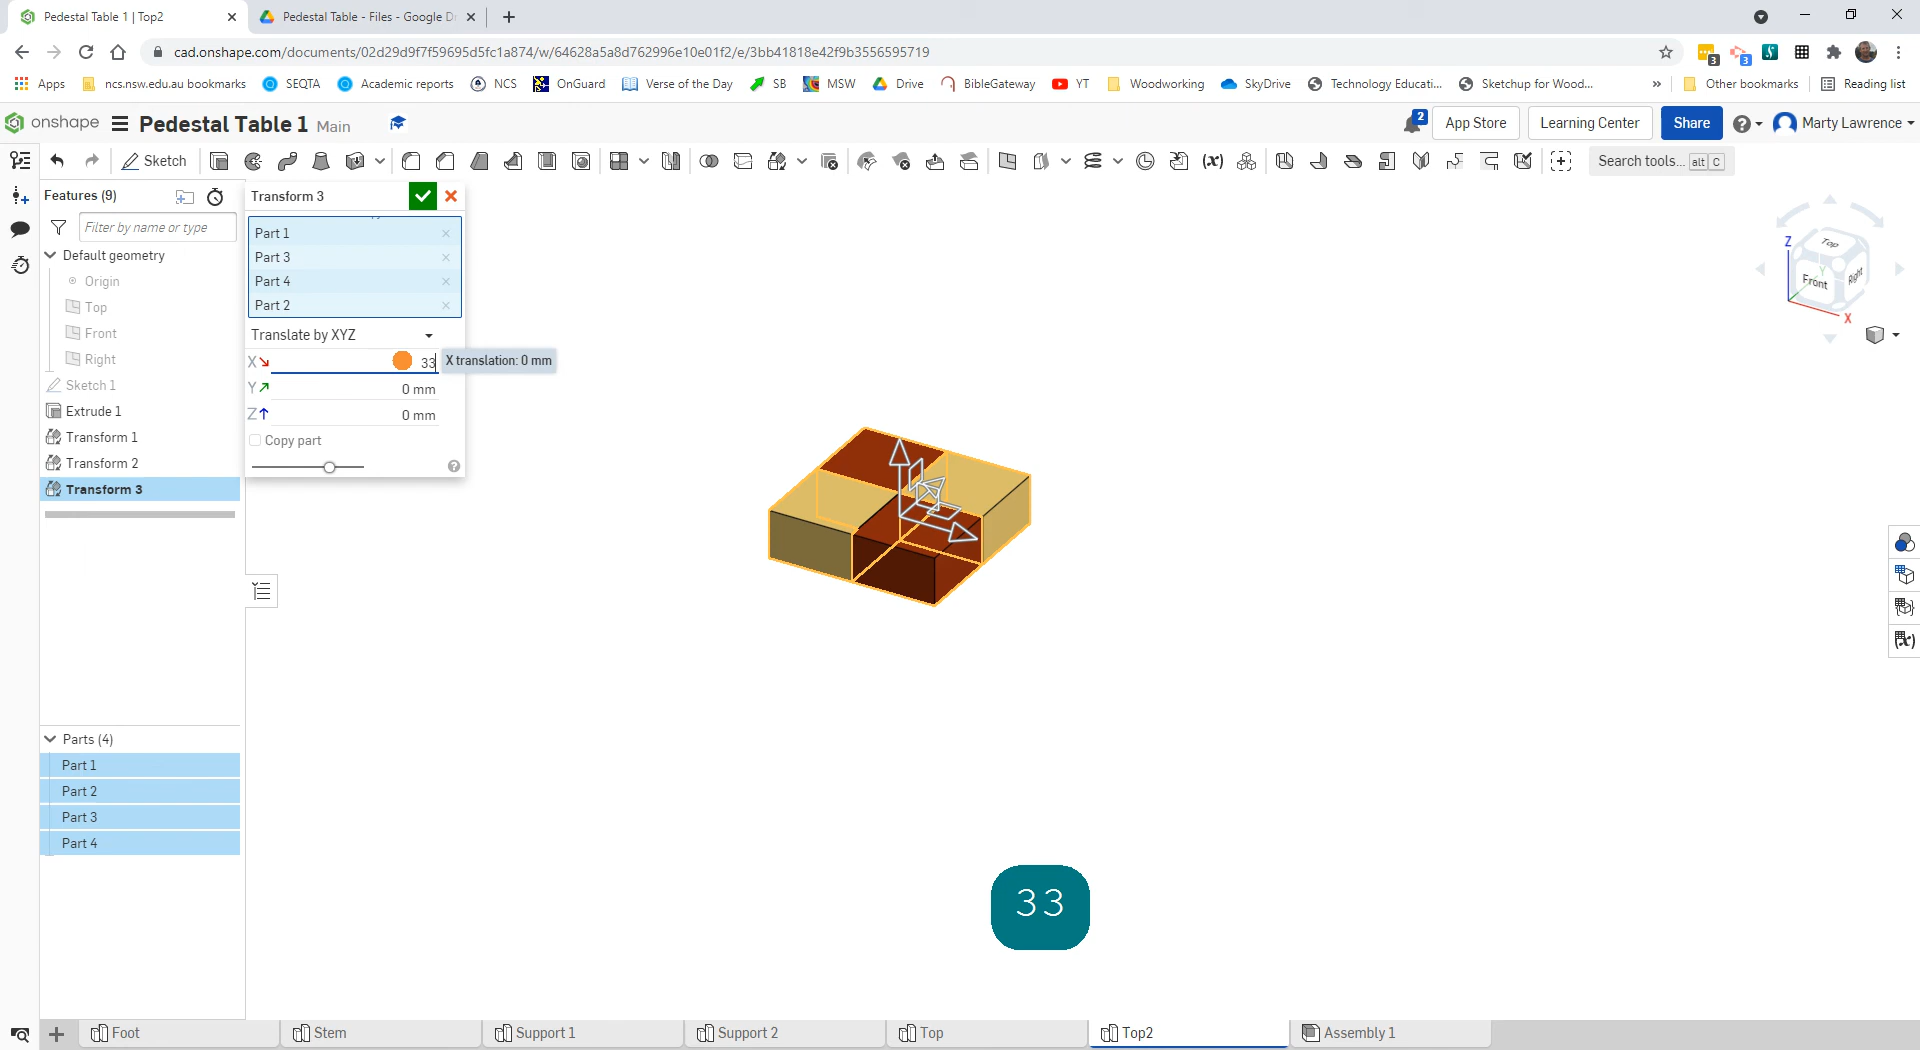 Pedestal Table 1 | Top2
Pedestal Table - Files - Google D
cad.onshape.com/documents/02d29d9f7f59695d5fc1a874/w/64628a5a8d762996e10e01f2/e/3bb41818e42f9b3556595719
3
3
Apps
ncs.nsw.edu.au bookmarks
SEQTA
Academic reports
NCS
OnGuard
Verse of the Day
SB
MSW
Drive
BibleGateway
YT
Woodworking
SkyDrive
Technology Educati...
Sketchup for Wood...
»
Other bookmarks
Reading list
onshape
Pedestal Table 1 Main
2
App Store
Learning Center
Share
Marty Lawrence
Sketch
(x)
Search tools... alt C
Features (9)
Filter by name or type
Default geometry
Origin
Top
Front
Right
Sketch 1
Extrude 1
Transform 1
Transform 2
Transform 3
Transform 3
Part 1
Part 3
Part 4
Part 2
Translate by XYZ
X 33
X translation: 0 mm
Y 0 mm
Z 0 mm
Copy part
Z
Top
Y
Front
Right
X
(x)
Parts (4)
Part 1
Part 2
Part 3
Part 4
33
Foot
Stem
Support 1
Support 2
Top
Top2
Assembly 1